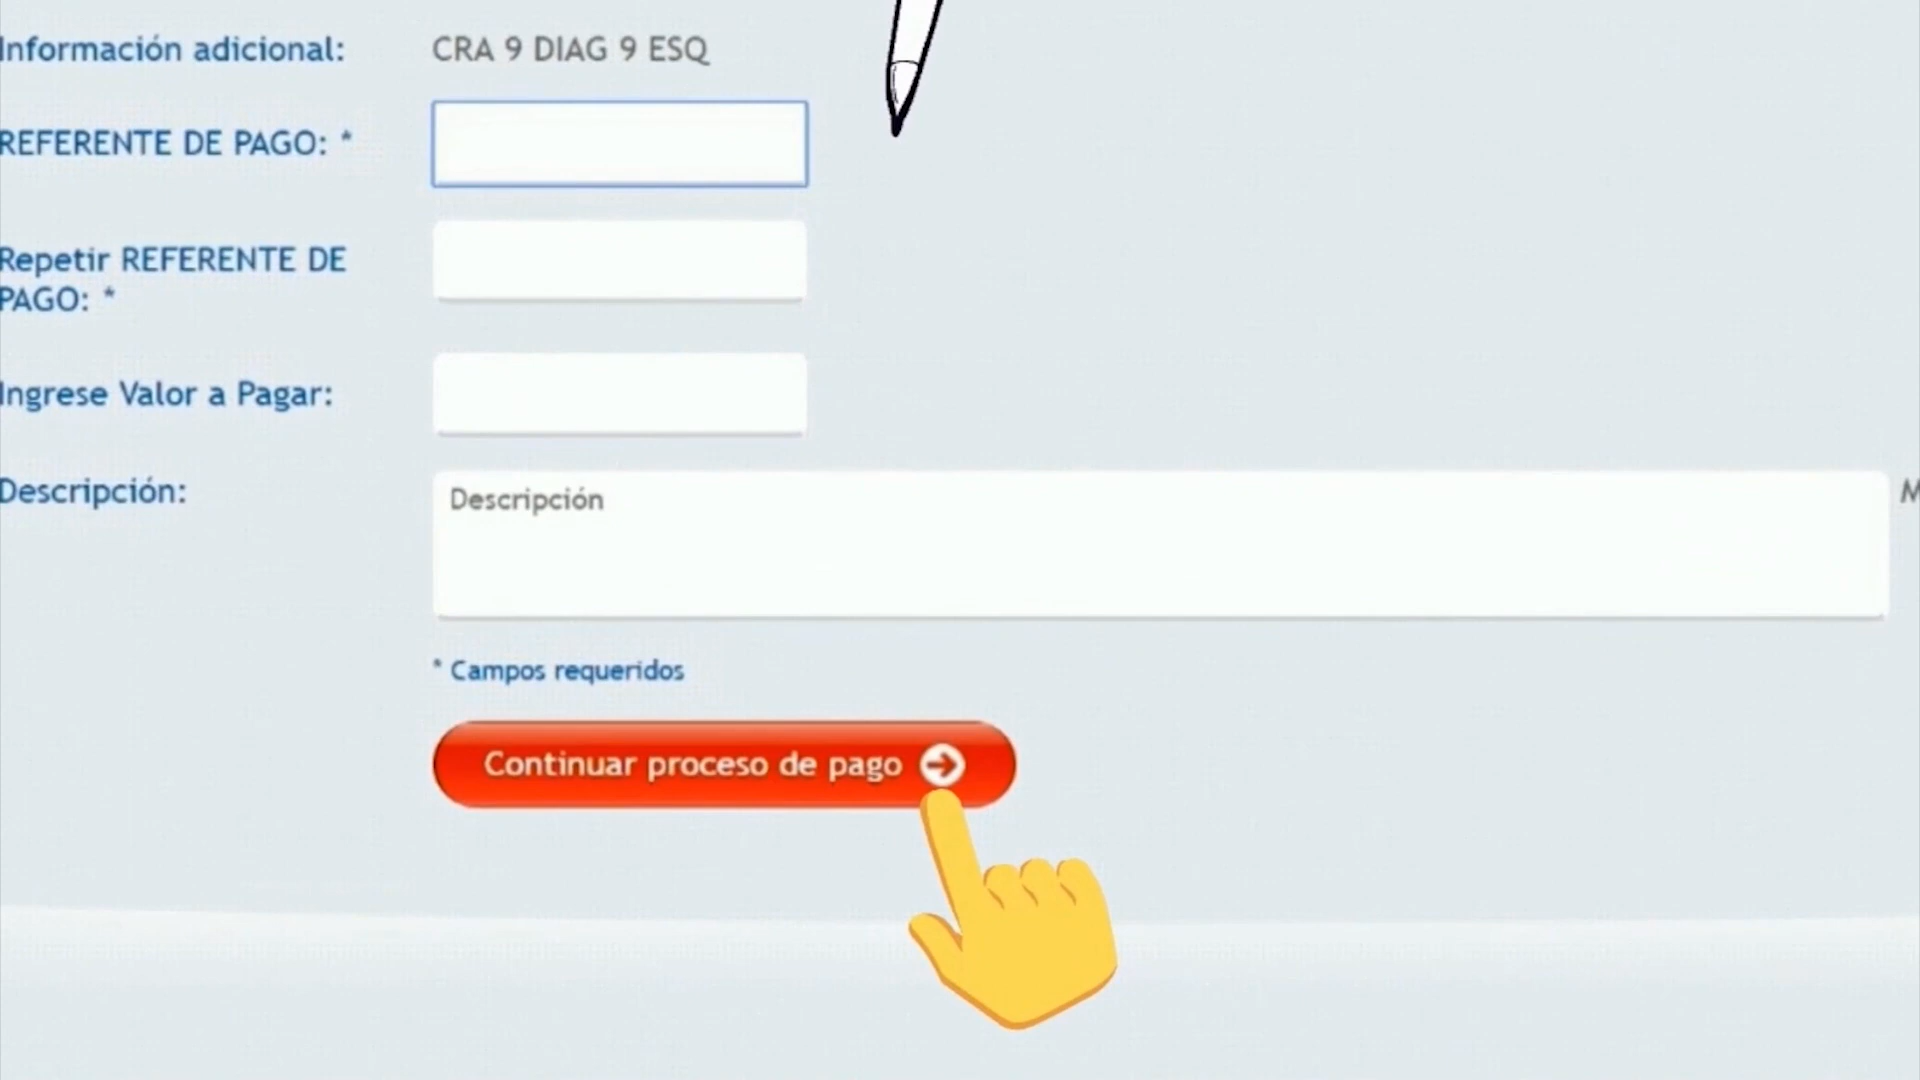 Información adicional: CRA 9 DIAG 9 ESQ
REFERENTE DE PAGO: *
Repetir REFERENTE DE
PAGO: *
Ingrese Valor a Pagar:
Descripción: Descripción
* Campos requeridos
Continuar proceso de pago